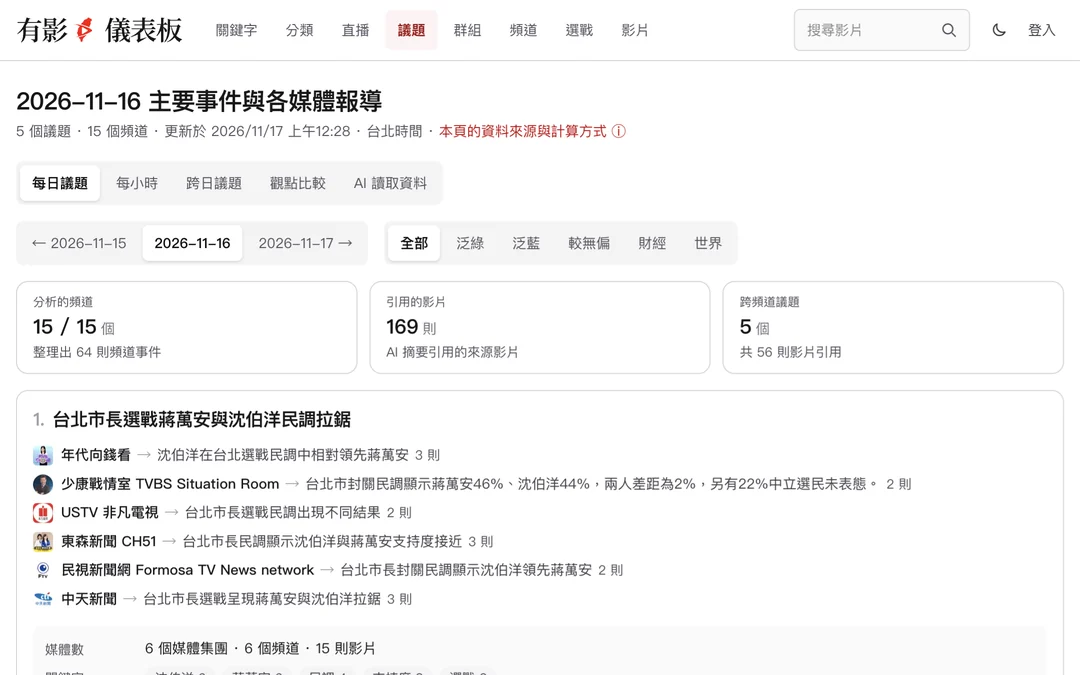 有影 儀表板
關鍵字 分類 直播 議題 群組 頻道 選戰 影片
搜尋影片
登入
2026-11-16 主要事件與各媒體報導
5 個議題 · 15 個頻道 · 更新於 2026/11/17 上午12:28 · 台北時間 · 本頁的資料來源與計算方式 ⓘ
每日議題 每小時 跨日議題 觀點比較 AI 讀取資料
← 2026-11-15 2026-11-16 2026-11-17 →
全部 泛綠 泛藍 較無偏 財經 世界
分析的頻道
15 / 15 個
整理出 64 則頻道事件
引用的影片
169 則
AI 摘要引用的來源影片
跨頻道議題
5 個
共 56 則影片引用
1. 台北市長選戰蔣萬安與沈伯洋民調拉鋸
年代向錢看 → 沈伯洋在台北選戰民調中相對領先蔣萬安 3 則
少康戰情室 TVBS Situation Room → 台北市封關民調顯示蔣萬安46%、沈伯洋44%，兩人差距為2%，另有22%中立選民未表態。 2 則
USTV 非凡電視 → 台北市長選戰民調出現不同結果 2 則
東森新聞 CH51 → 台北市長民調顯示沈伯洋與蔣萬安支持度接近 3 則
民視新聞網 Formosa TV News network → 台北市長封關民調顯示沈伯洋領先蔣萬安 2 則
中天新聞 → 台北市長選戰呈現蔣萬安與沈伯洋拉鋸 3 則
媒體數 6 個媒體集團 · 6 個頻道 · 15 則影片